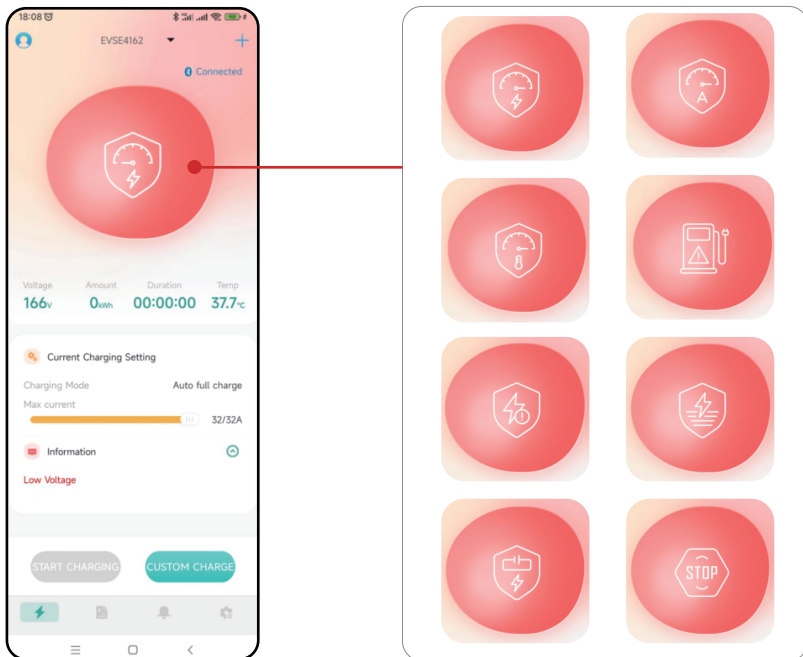 18:08
EVSE4162
Connected
Voltage Amount Duration Temp
166V 0kWh 00:00:00 37.7℃
Current Charging Setting
Charging Mode Auto full charge
Max current
32/32A
Information
Low Voltage
START CHARGING CUSTOM CHARGE
A
STOP